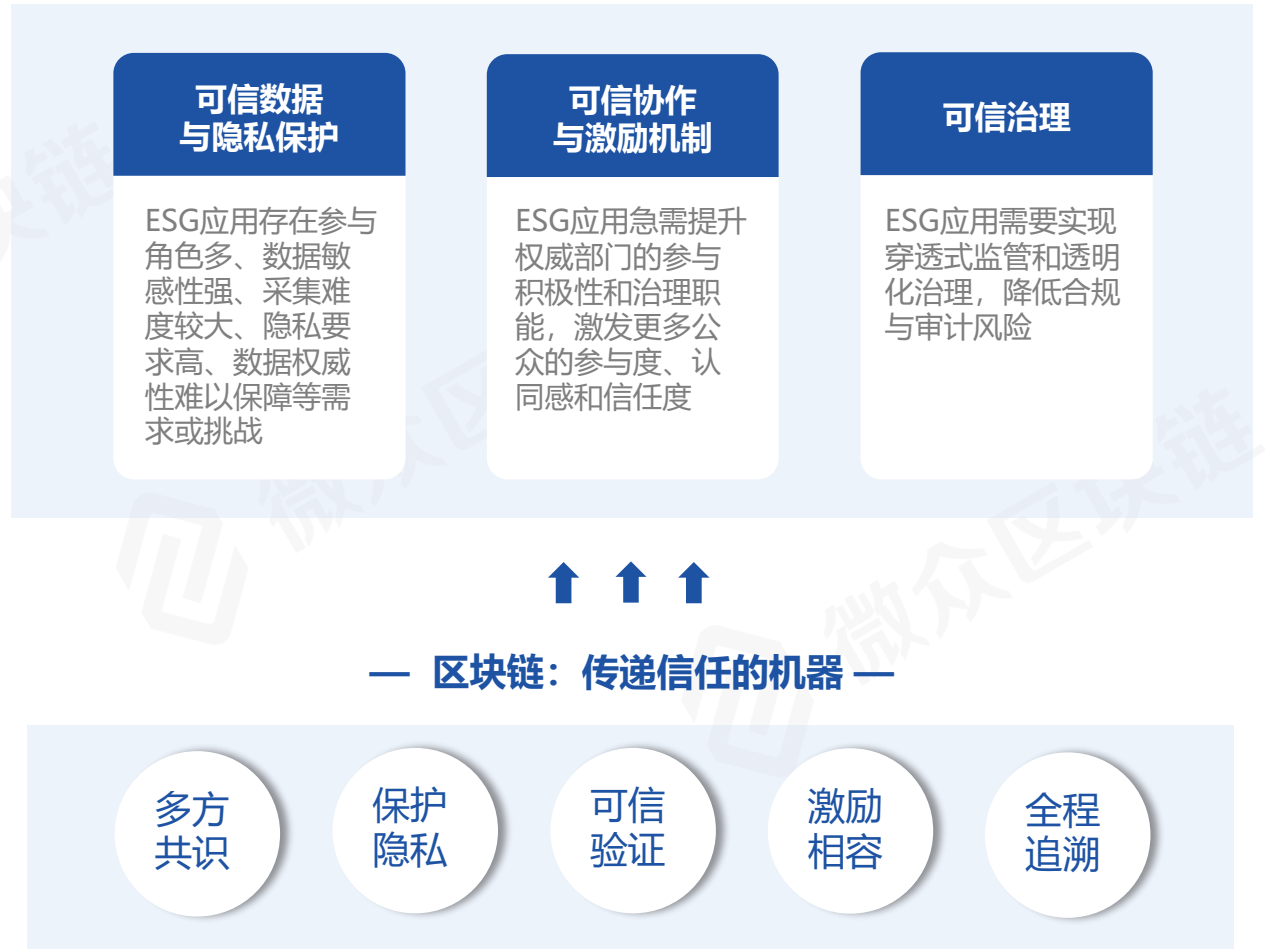 可信数据
与隐私保护
ESG应用存在参与
角色多、数据敏
感性强、采集难
度较大、隐私要
求高、数据权威
性难以保障等需
求或挑战
可信协作
与激励机制
ESG应用急需提升
权威部门的参与
积极性和治理职
能，激发更多公
众的参与度、认
同感和信任度
可信治理
ESG应用需要实现
穿透式监管和透明
化治理，降低合规
与审计风险
— 区块链：传递信任的机器 —
多方
共识
保护
隐私
可信
验证
激励
相容
全程
追溯
微众区块链